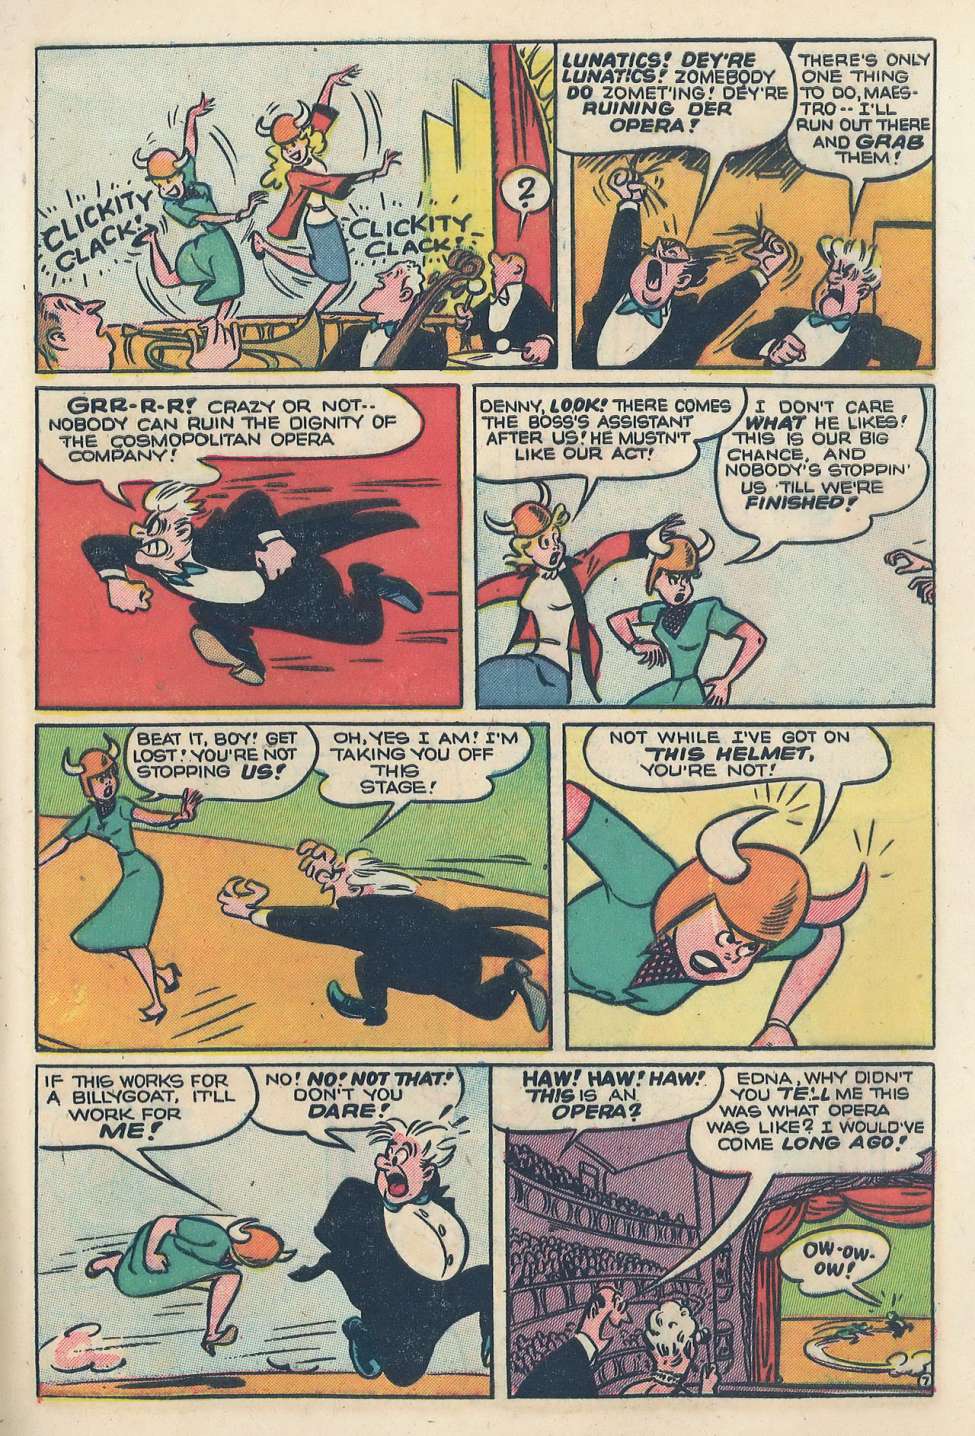 CLICKITY
CLACK!
CLICKITY
CLACK!
?
LUNATICS! DEY'RE
LUNATICS! ZOMEBODY
DO ZOMET'ING! DEY'RE
RUINING DER
OPERA!
THERE'S ONLY
ONE THING
TO DO, MAES-
TRO-- I'LL
RUN OUT THERE
AND GRAB
THEM!
GRR-R-R! CRAZY OR NOT--
NOBODY CAN RUIN THE DIGNITY OF
THE COSMOPOLITAN OPERA
COMPANY!
DENNY, LOOK! THERE COMES
THE BOSS'S ASSISTANT
AFTER US! HE MUSTN'T
LIKE OUR ACT!
I DON'T CARE
WHAT HE LIKES!
THIS IS OUR BIG
CHANCE, AND
NOBODY'S STOPPIN'
US 'TILL WE'RE
FINISHED!
BEAT IT, BOY! GET
LOST! YOU'RE NOT
STOPPING US!
OH, YES I AM! I'M
TAKING YOU OFF
THIS
STAGE!
NOT WHILE I'VE GOT ON
THIS HELMET,
YOU'RE NOT!
IF THIS WORKS FOR
A BILLYGOAT, IT'LL
WORK FOR
ME!
NO! NO! NOT THAT!
DON'T YOU
DARE!
HAW! HAW! HAW!
THIS IS AN
OPERA?
EDNA, WHY DIDN'T
YOU TELL ME THIS
WAS WHAT OPERA
WAS LIKE? I WOULD'VE
COME LONG AGO!
OW-OW-
OW!
7